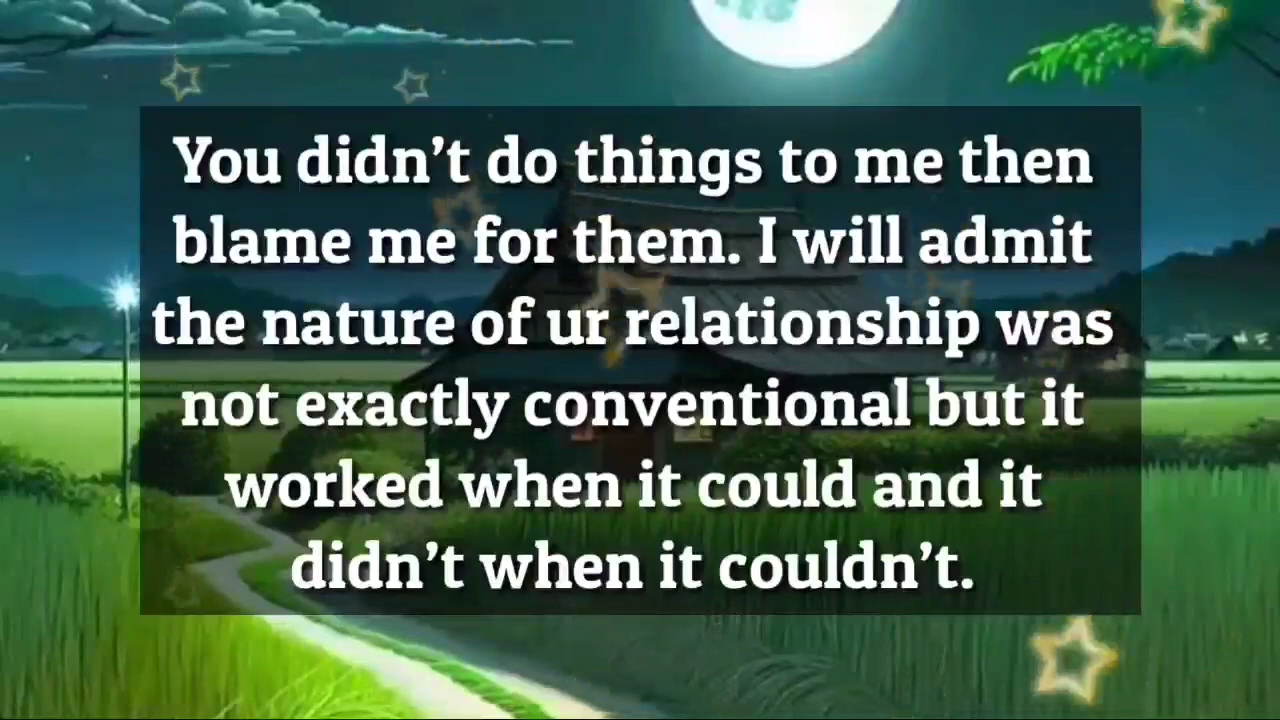 You didn’t do things to me then
blame me for them. I will admit
the nature of ur relationship was
not exactly conventional but it
worked when it could and it
didn’t when it couldn’t.